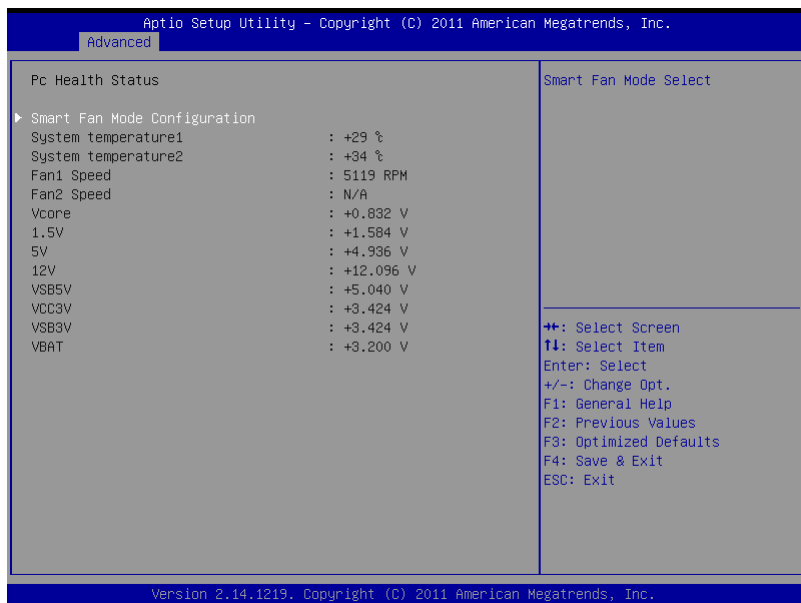 Aptio Setup Utility – Copyright (C) 2011 American Megatrends, Inc.
Advanced
Pc Health Status
Smart Fan Mode Configuration
System temperature1 : +29 ℃
System temperature2 : +34 ℃
Fan1 Speed : 5119 RPM
Fan2 Speed : N/A
Vcore : +0.832 V
1.5V : +1.584 V
5V : +4.936 V
12V : +12.096 V
VSB5V : +5.040 V
VCC3V : +3.424 V
VSB3V : +3.424 V
VBAT : +3.200 V
Smart Fan Mode Select
→←: Select Screen
↑↓: Select Item
Enter: Select
+/-: Change Opt.
F1: General Help
F2: Previous Values
F3: Optimized Defaults
F4: Save & Exit
ESC: Exit
Version 2.14.1219. Copyright (C) 2011 American Megatrends, Inc.